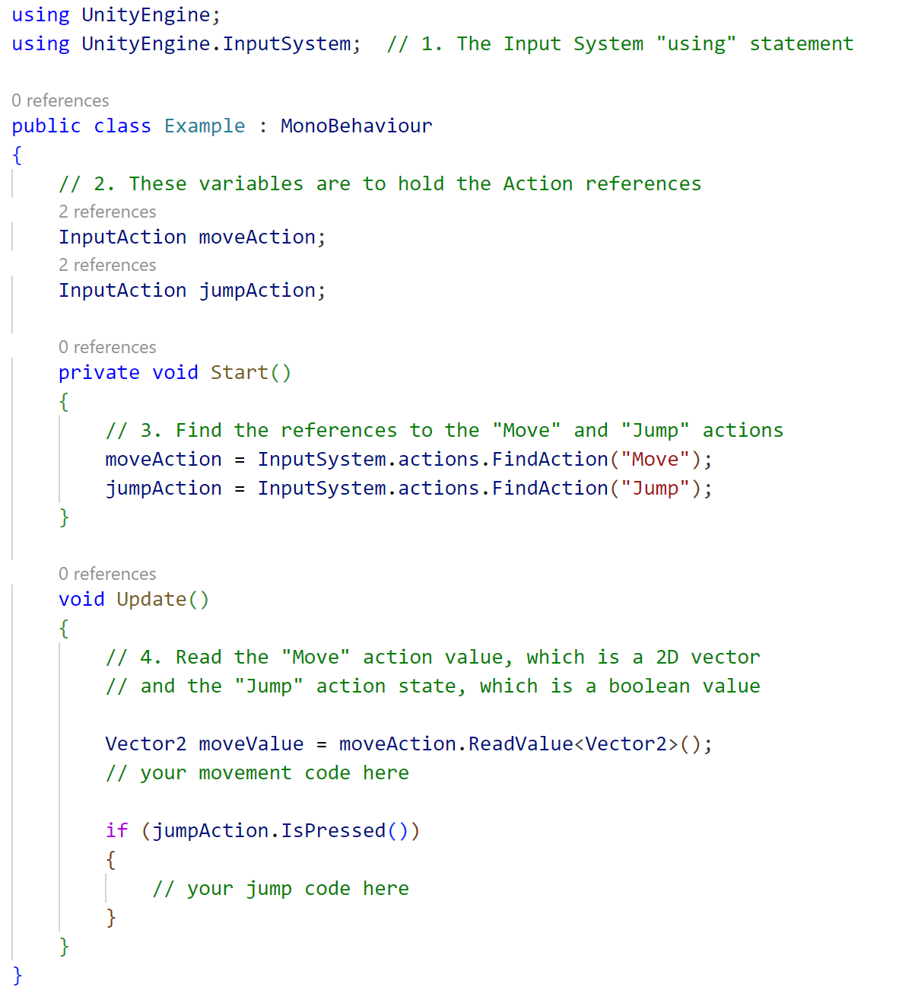 using UnityEngine;
using UnityEngine.InputSystem;  // 1. The Input System "using" statement
0 references
public class Example : MonoBehaviour
{
// 2. These variables are to hold the Action references
2 references
InputAction moveAction;
2 references
InputAction jumpAction;
0 references
private void Start()
{
// 3. Find the references to the "Move" and "Jump" actions
moveAction = InputSystem.actions.FindAction("Move");
jumpAction = InputSystem.actions.FindAction("Jump");
}
0 references
void Update()
{
// 4. Read the "Move" action value, which is a 2D vector
// and the "Jump" action state, which is a boolean value
Vector2 moveValue = moveAction.ReadValue<Vector2>();
// your movement code here
if (jumpAction.IsPressed())
{
// your jump code here
}
}
}